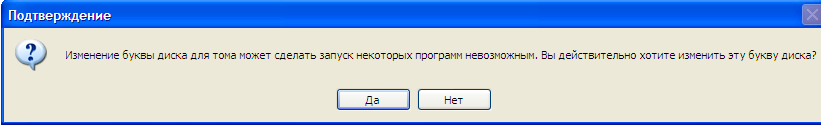 Подтверждение
Изменение буквы диска для тома может сделать запуск некоторых программ невозможным. Вы действительно хотите изменить эту букву диска?
Да
Нет